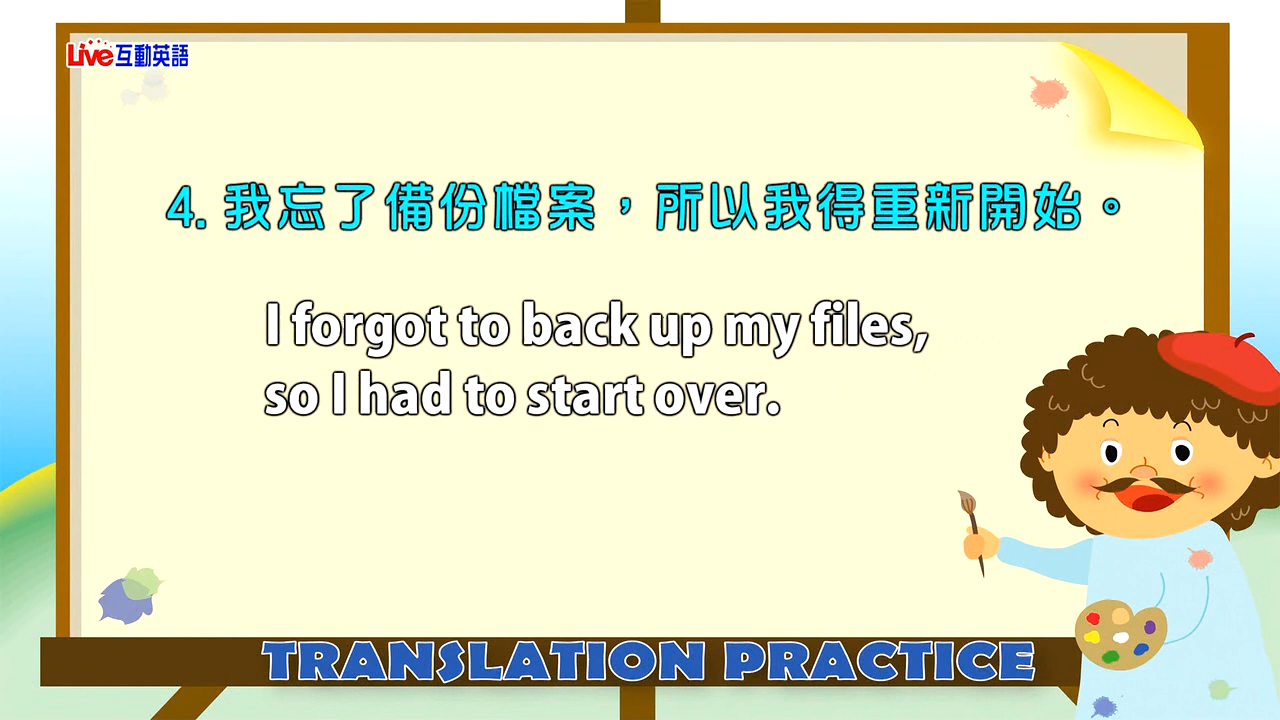 Live互動英語
4. 我忘了備份檔案，所以我得重新開始。
I forgot to back up my files,
so I had to start over.
TRANSLATION PRACTICE